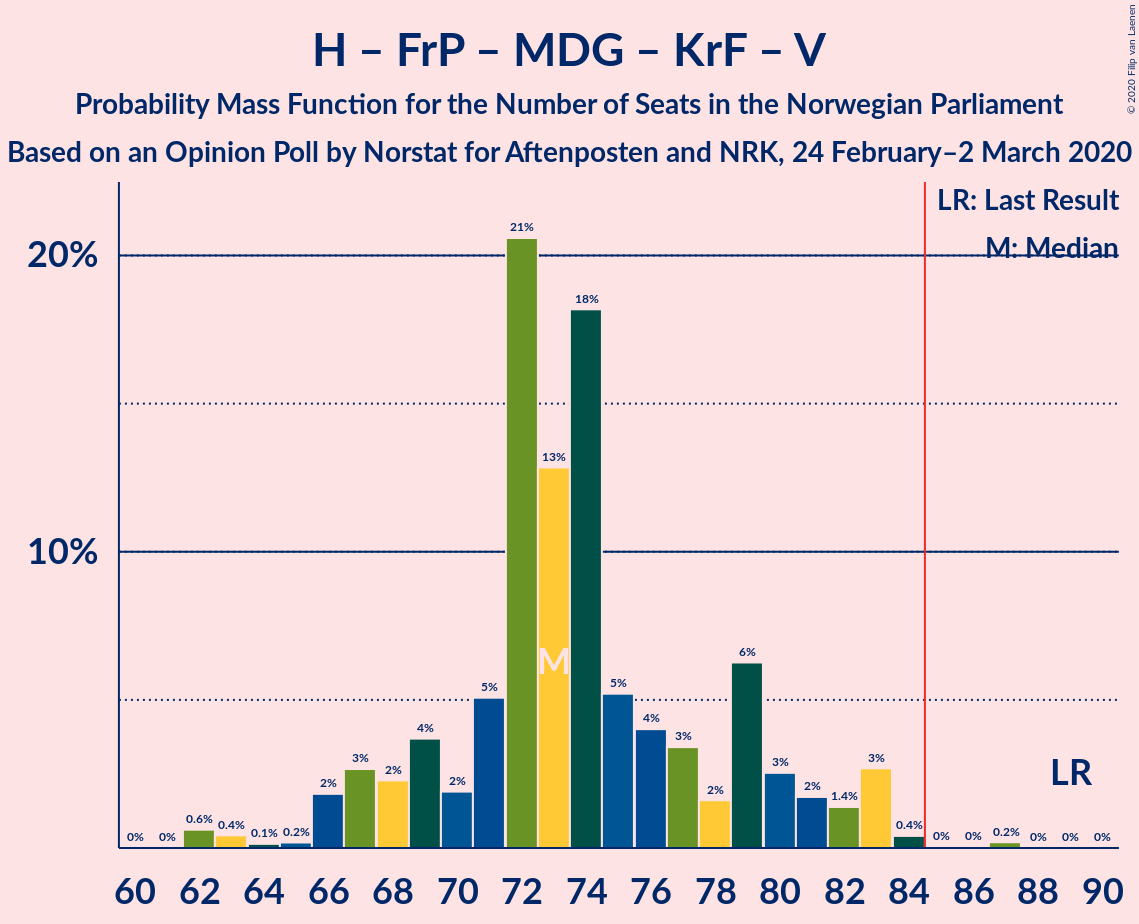 H – FrP – MDG – KrF – V
Probability Mass Function for the Number of Seats in the Norwegian Parliament
Based on an Opinion Poll by Norstat for Aftenposten and NRK, 24 February–2 March 2020
© 2020 Filip van Laenen
LR: Last Result
M: Median
20%
10%
0% 0% 0.6% 0.4% 0.1% 0.2% 2% 3% 2% 4% 2% 5% 21% 13% 18% 5% 4% 3% 2% 6% 3% 2% 1.4% 3% 0.4% 0% 0% 0.2% 0% 0% 0%
M
LR
60 62 64 66 68 70 72 74 76 78 80 82 84 86 88 90